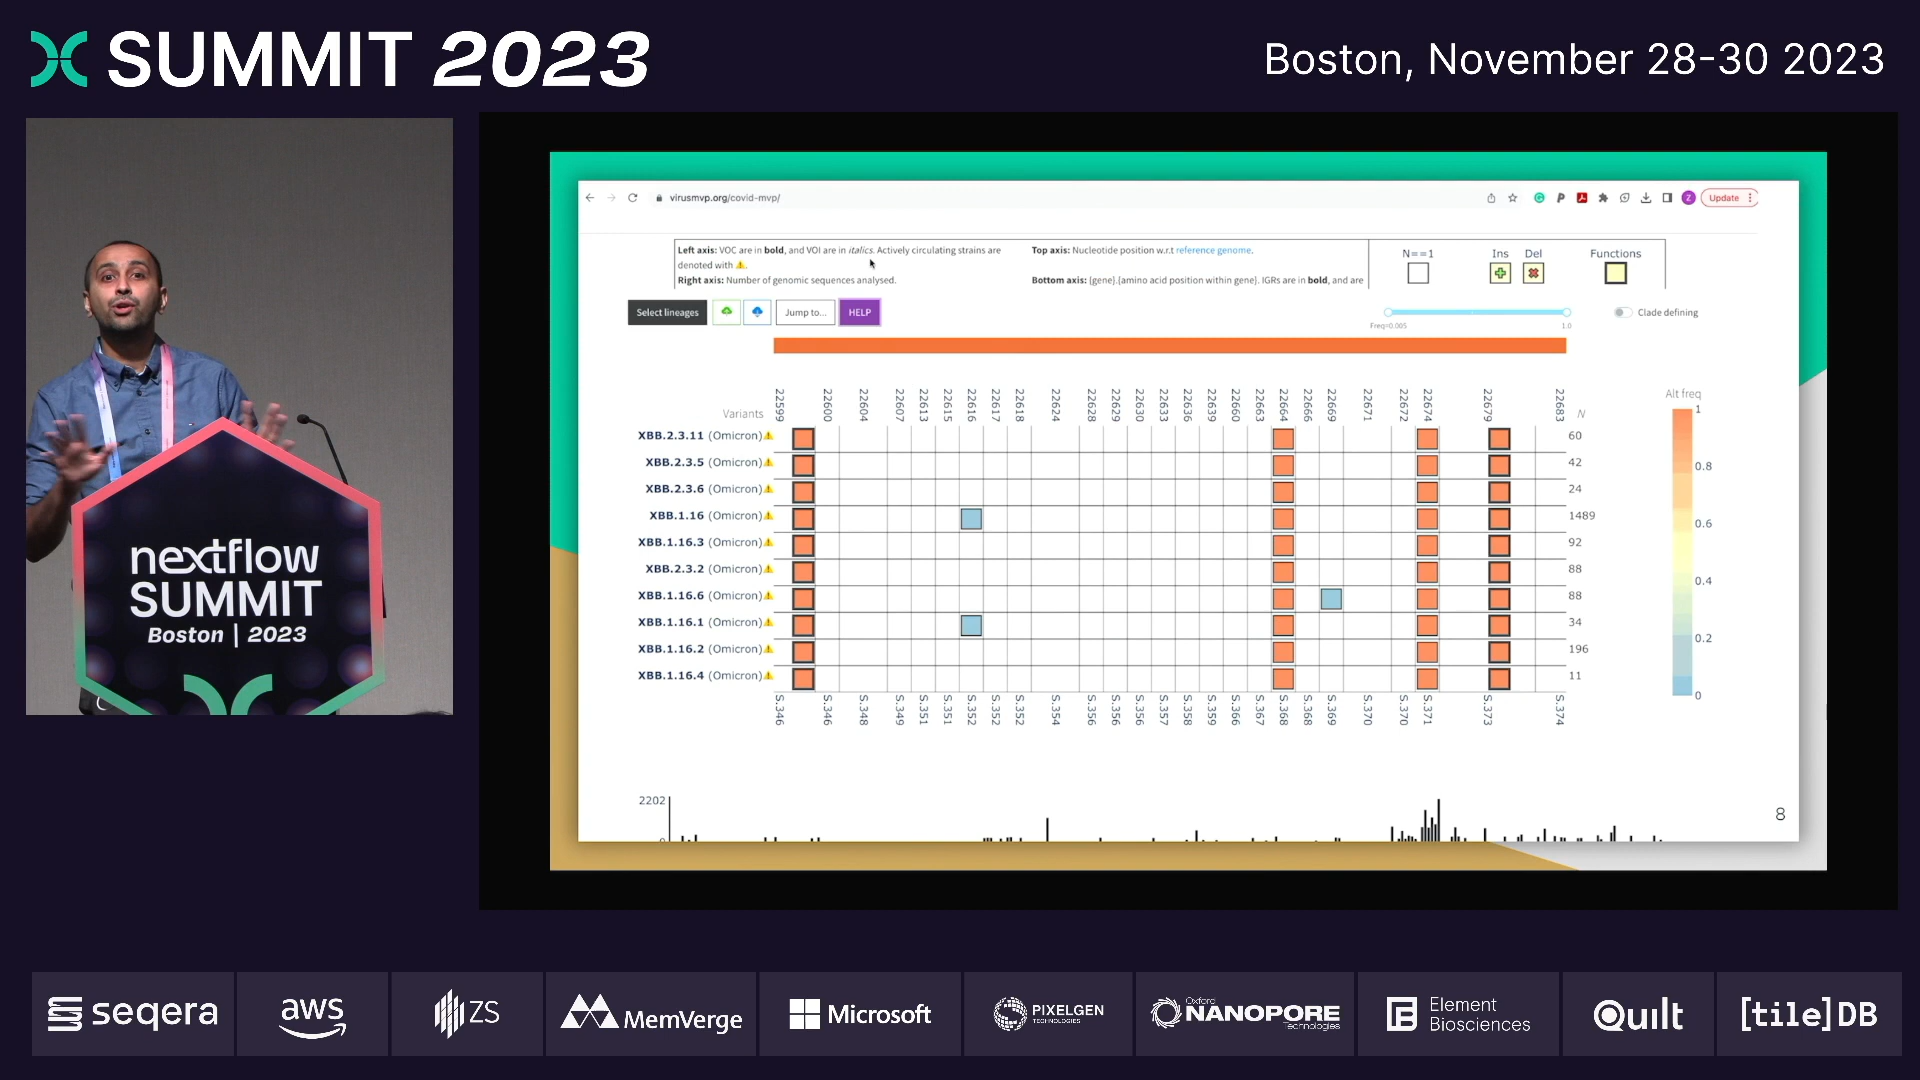 SUMMIT 2023
Boston, November 28-30 2023
nextflow
SUMMIT
Boston | 2023
virusmvp.org/covid-mvp/
Z
Update
Left axis: VOC are in bold, and VOI are in italics. Actively circulating strains are
denoted with ⚠.
Right axis: Number of genomic sequences analysed.
Top axis: Nucleotide position w.r.t reference genome.
Bottom axis: {gene}.{amino acid position within gene}. IGRs are in bold, and are
N==1
Ins
Del
Functions
Select lineages
Jump to...
HELP
Freq=0.005
1.0
Clade defining
Variants
22599 22600 22604 22607 22613 22615 22616 22617 22618 22624 22628 22629 22630 22633 22636 22639 22660 22663 22664 22666 22669 22671 22672 22674 22679 22683
N
XBB.2.3.11 (Omicron)⚠ 60
XBB.2.3.5 (Omicron)⚠ 42
XBB.2.3.6 (Omicron)⚠ 24
XBB.1.16 (Omicron)⚠ 1489
XBB.1.16.3 (Omicron)⚠ 92
XBB.2.3.2 (Omicron)⚠ 88
XBB.1.16.6 (Omicron)⚠ 88
XBB.1.16.1 (Omicron)⚠ 34
XBB.1.16.2 (Omicron)⚠ 196
XBB.1.16.4 (Omicron)⚠ 11
S.346 S.346 S.348 S.349 S.351 S.351 S.352 S.352 S.352 S.354 S.356 S.356 S.356 S.357 S.358 S.359 S.366 S.367 S.368 S.368 S.369 S.370 S.370 S.371 S.373 S.374
Alt freq
1
0.8
0.6
0.4
0.2
0
2202
8
seqera
aws
ZS
MemVerge
Microsoft
PIXELGEN
TECHNOLOGIES
Oxford
NANOPORE
Technologies
Element
Biosciences
Quilt
[tile]DB